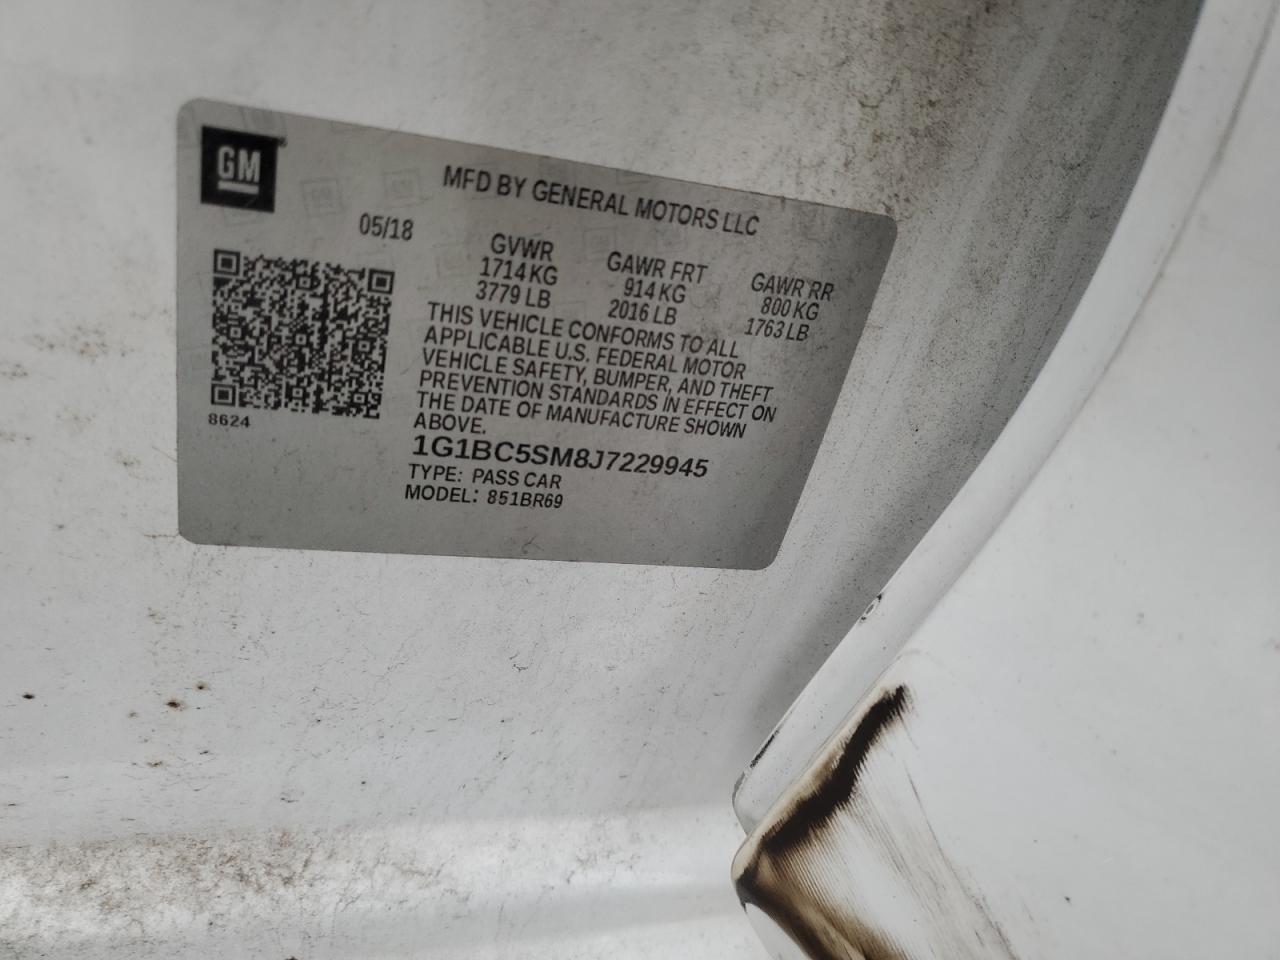 GM
MFD BY GENERAL MOTORS LLC
05/18
GVWR GAWR FRT GAWR RR
1714 KG 914 KG 800 KG
3779 LB 2016 LB 1763 LB
THIS VEHICLE CONFORMS TO ALL
APPLICABLE U.S. FEDERAL MOTOR
VEHICLE SAFETY, BUMPER, AND THEFT
PREVENTION STANDARDS IN EFFECT ON
THE DATE OF MANUFACTURE SHOWN
ABOVE.
8624
1G1BC5SM8J7229945
TYPE: PASS CAR
MODEL: 851BR69